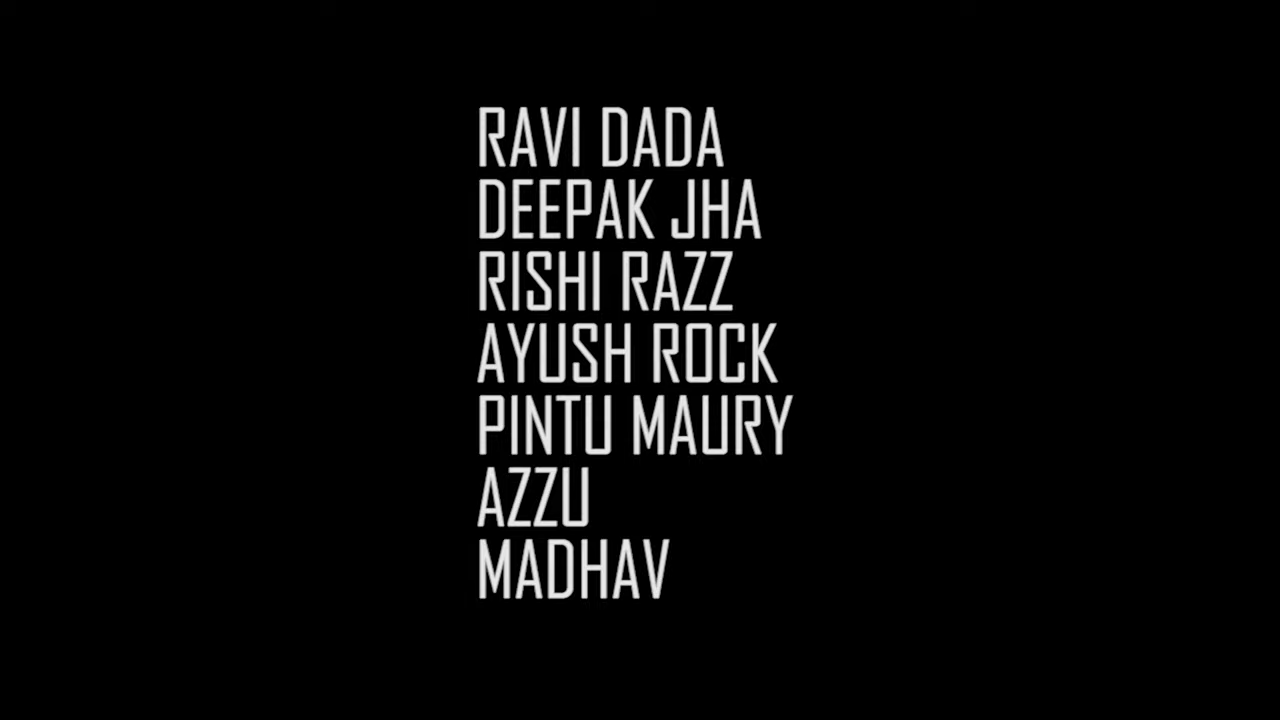 RAVI DADA
DEEPAK JHA
RISHI RAZZ
AYUSH ROCK
PINTU MAURY
AZZU
MADHAV